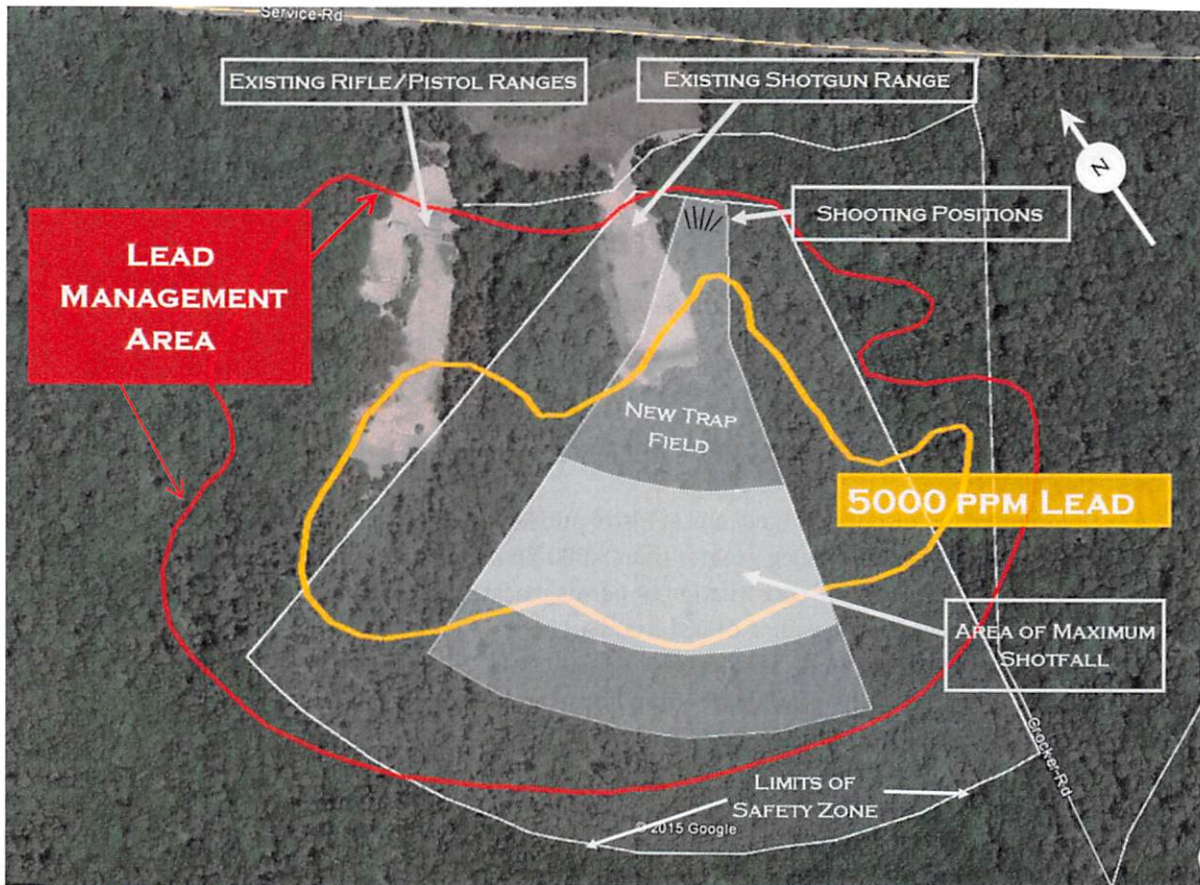 Service-Rd
EXISTING RIFLE/PISTOL RANGES
EXISTING SHOTGUN RANGE
N
SHOOTING POSITIONS
LEAD
MANAGEMENT
AREA
NEW TRAP
FIELD
5000 PPM LEAD
AREA OF MAXIMUM
SHOTFALL
Crocker-Rd
LIMITS OF
SAFETY ZONE
© 2015 Google